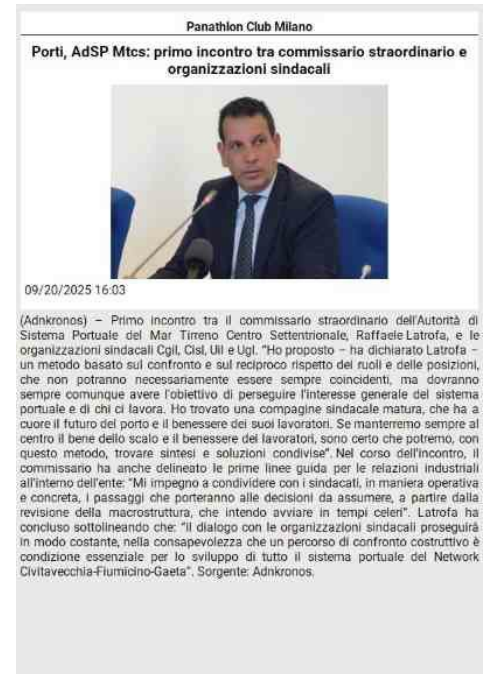 Panathlon Club Milano
Porti, AdSP Mtcs: primo incontro tra commissario straordinario e
organizzazioni sindacali
09/20/2025 16:03
(Adnkronos) – Primo incontro tra il commissario straordinario dell'Autorità di
Sistema Portuale del Mar Tirreno Centro Settentrionale, Raffaele Latrofa, e le
organizzazioni sindacali Cgil, Cisl, Uil e Ugl. "Ho proposto – ha dichiarato Latrofa –
un metodo basato sul confronto e sul reciproco rispetto dei ruoli e delle posizioni,
che non potranno necessariamente essere sempre coincidenti, ma dovranno
sempre comunque avere l'obiettivo di perseguire l'interesse generale del sistema
portuale e di chi ci lavora. Ho trovato una compagine sindacale matura, che ha a
cuore il futuro del porto e il benessere dei suoi lavoratori. Se manterremo sempre al
centro il bene dello scalo e il benessere dei lavoratori, sono certo che potremo, con
questo metodo, trovare sintesi e soluzioni condivise". Nel corso dell'incontro, il
commissario ha anche delineato le prime linee guida per le relazioni industriali
all'interno dell'ente: "Mi impegno a condividere con i sindacati, in maniera operativa
e concreta, i passaggi che porteranno alle decisioni da assumere, a partire dalla
revisione della macrostruttura, che intendo avviare in tempi celeri". Latrofa ha
concluso sottolineando che: "il dialogo con le organizzazioni sindacali proseguirà
in modo costante, nella consapevolezza che un percorso di confronto costruttivo è
condizione essenziale per lo sviluppo di tutto il sistema portuale del Network
Civitavecchia-Fiumicino-Gaeta". Sorgente: Adnkronos.